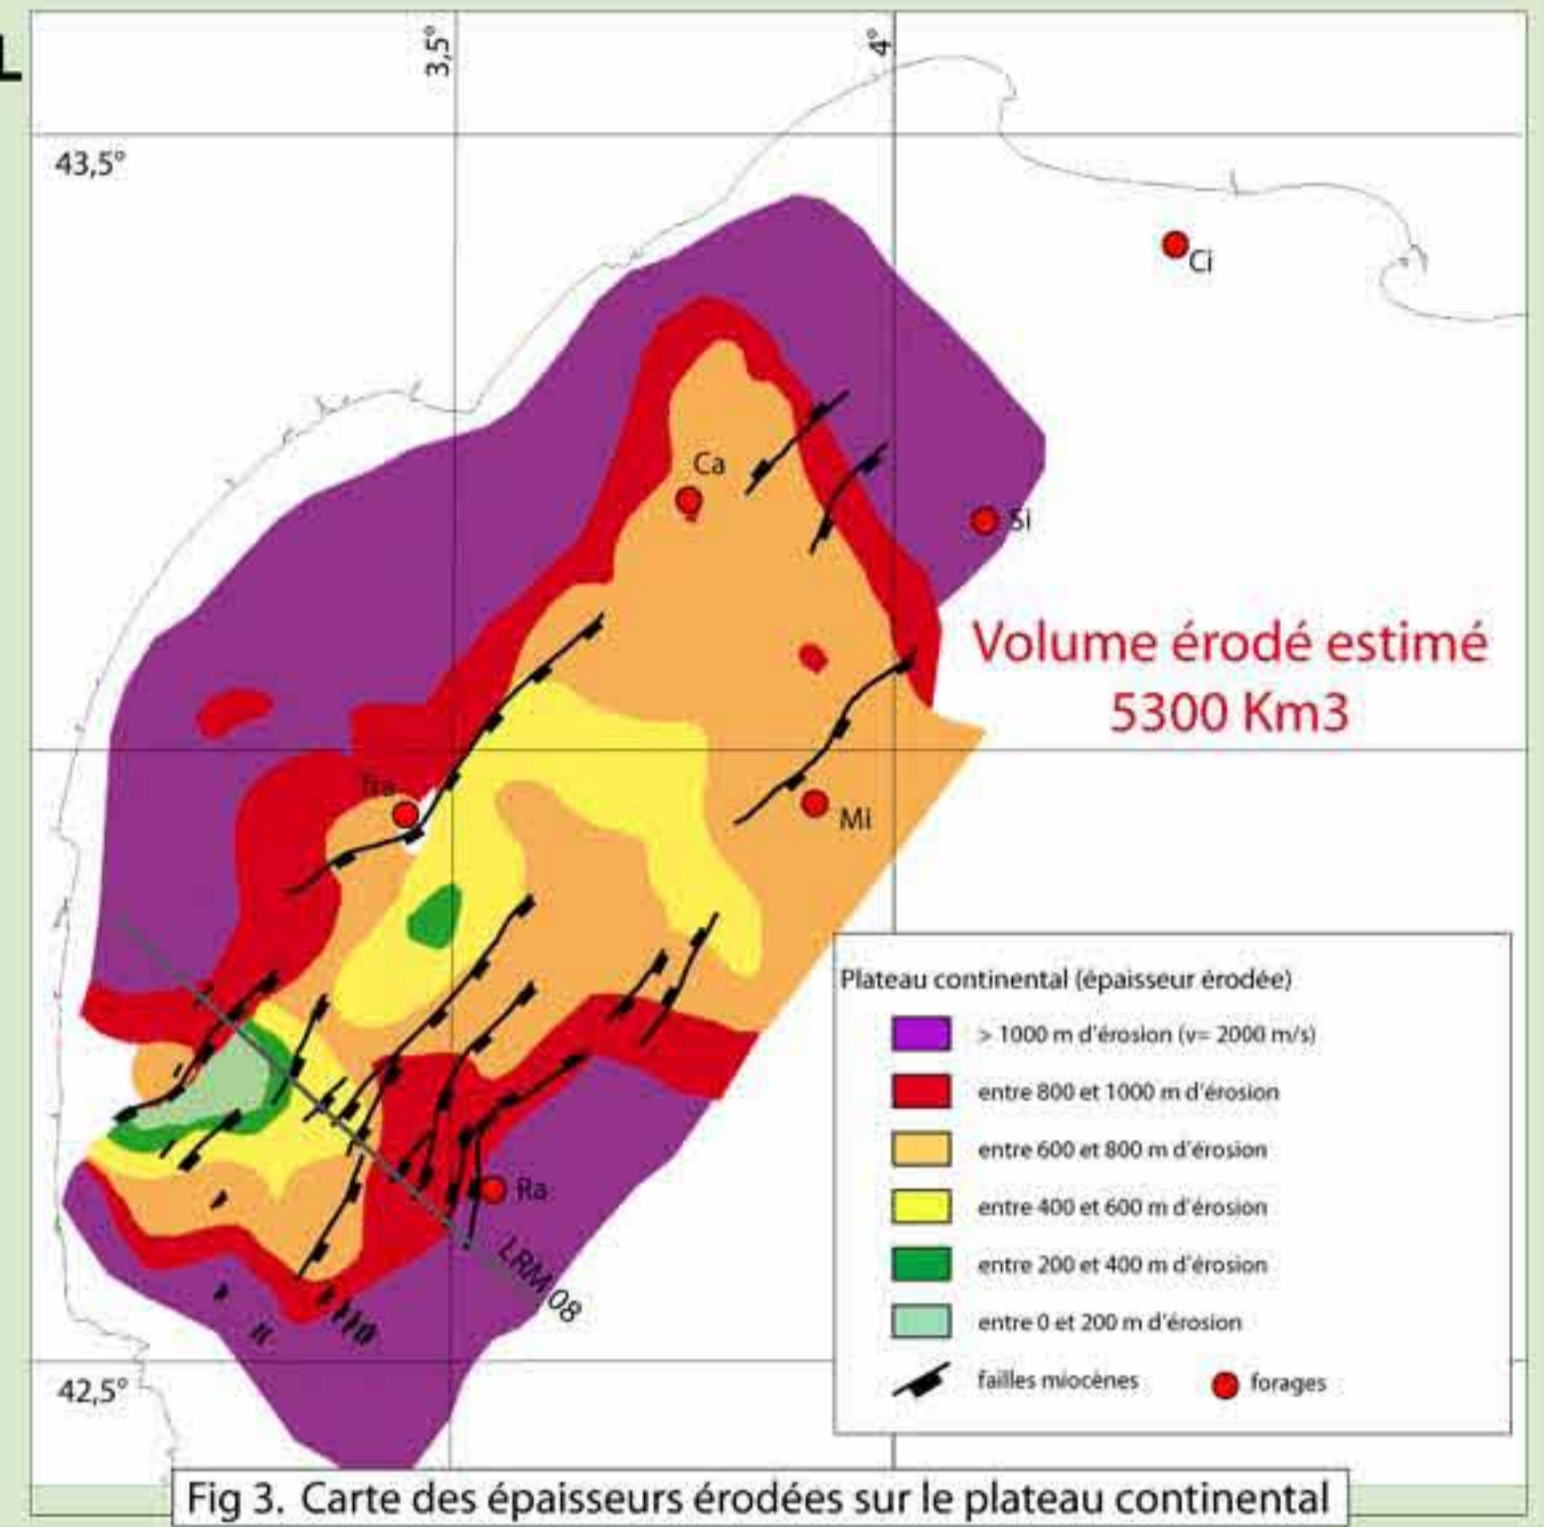 L
3,5°
4°
43,5°
Ci
Ca
Si
Volume érodé estimé
5300 Km3
Mi
Plateau continental (épaisseur érodée)
> 1000 m d'érosion (v= 2000 m/s)
entre 800 et 1000 m d'érosion
entre 600 et 800 m d'érosion
Ra
entre 400 et 600 m d'érosion
LRM 08
entre 200 et 400 m d'érosion
entre 0 et 200 m d'érosion
42,5°
failles miocènes
forages
Fig 3. Carte des épaisseurs érodées sur le plateau continental